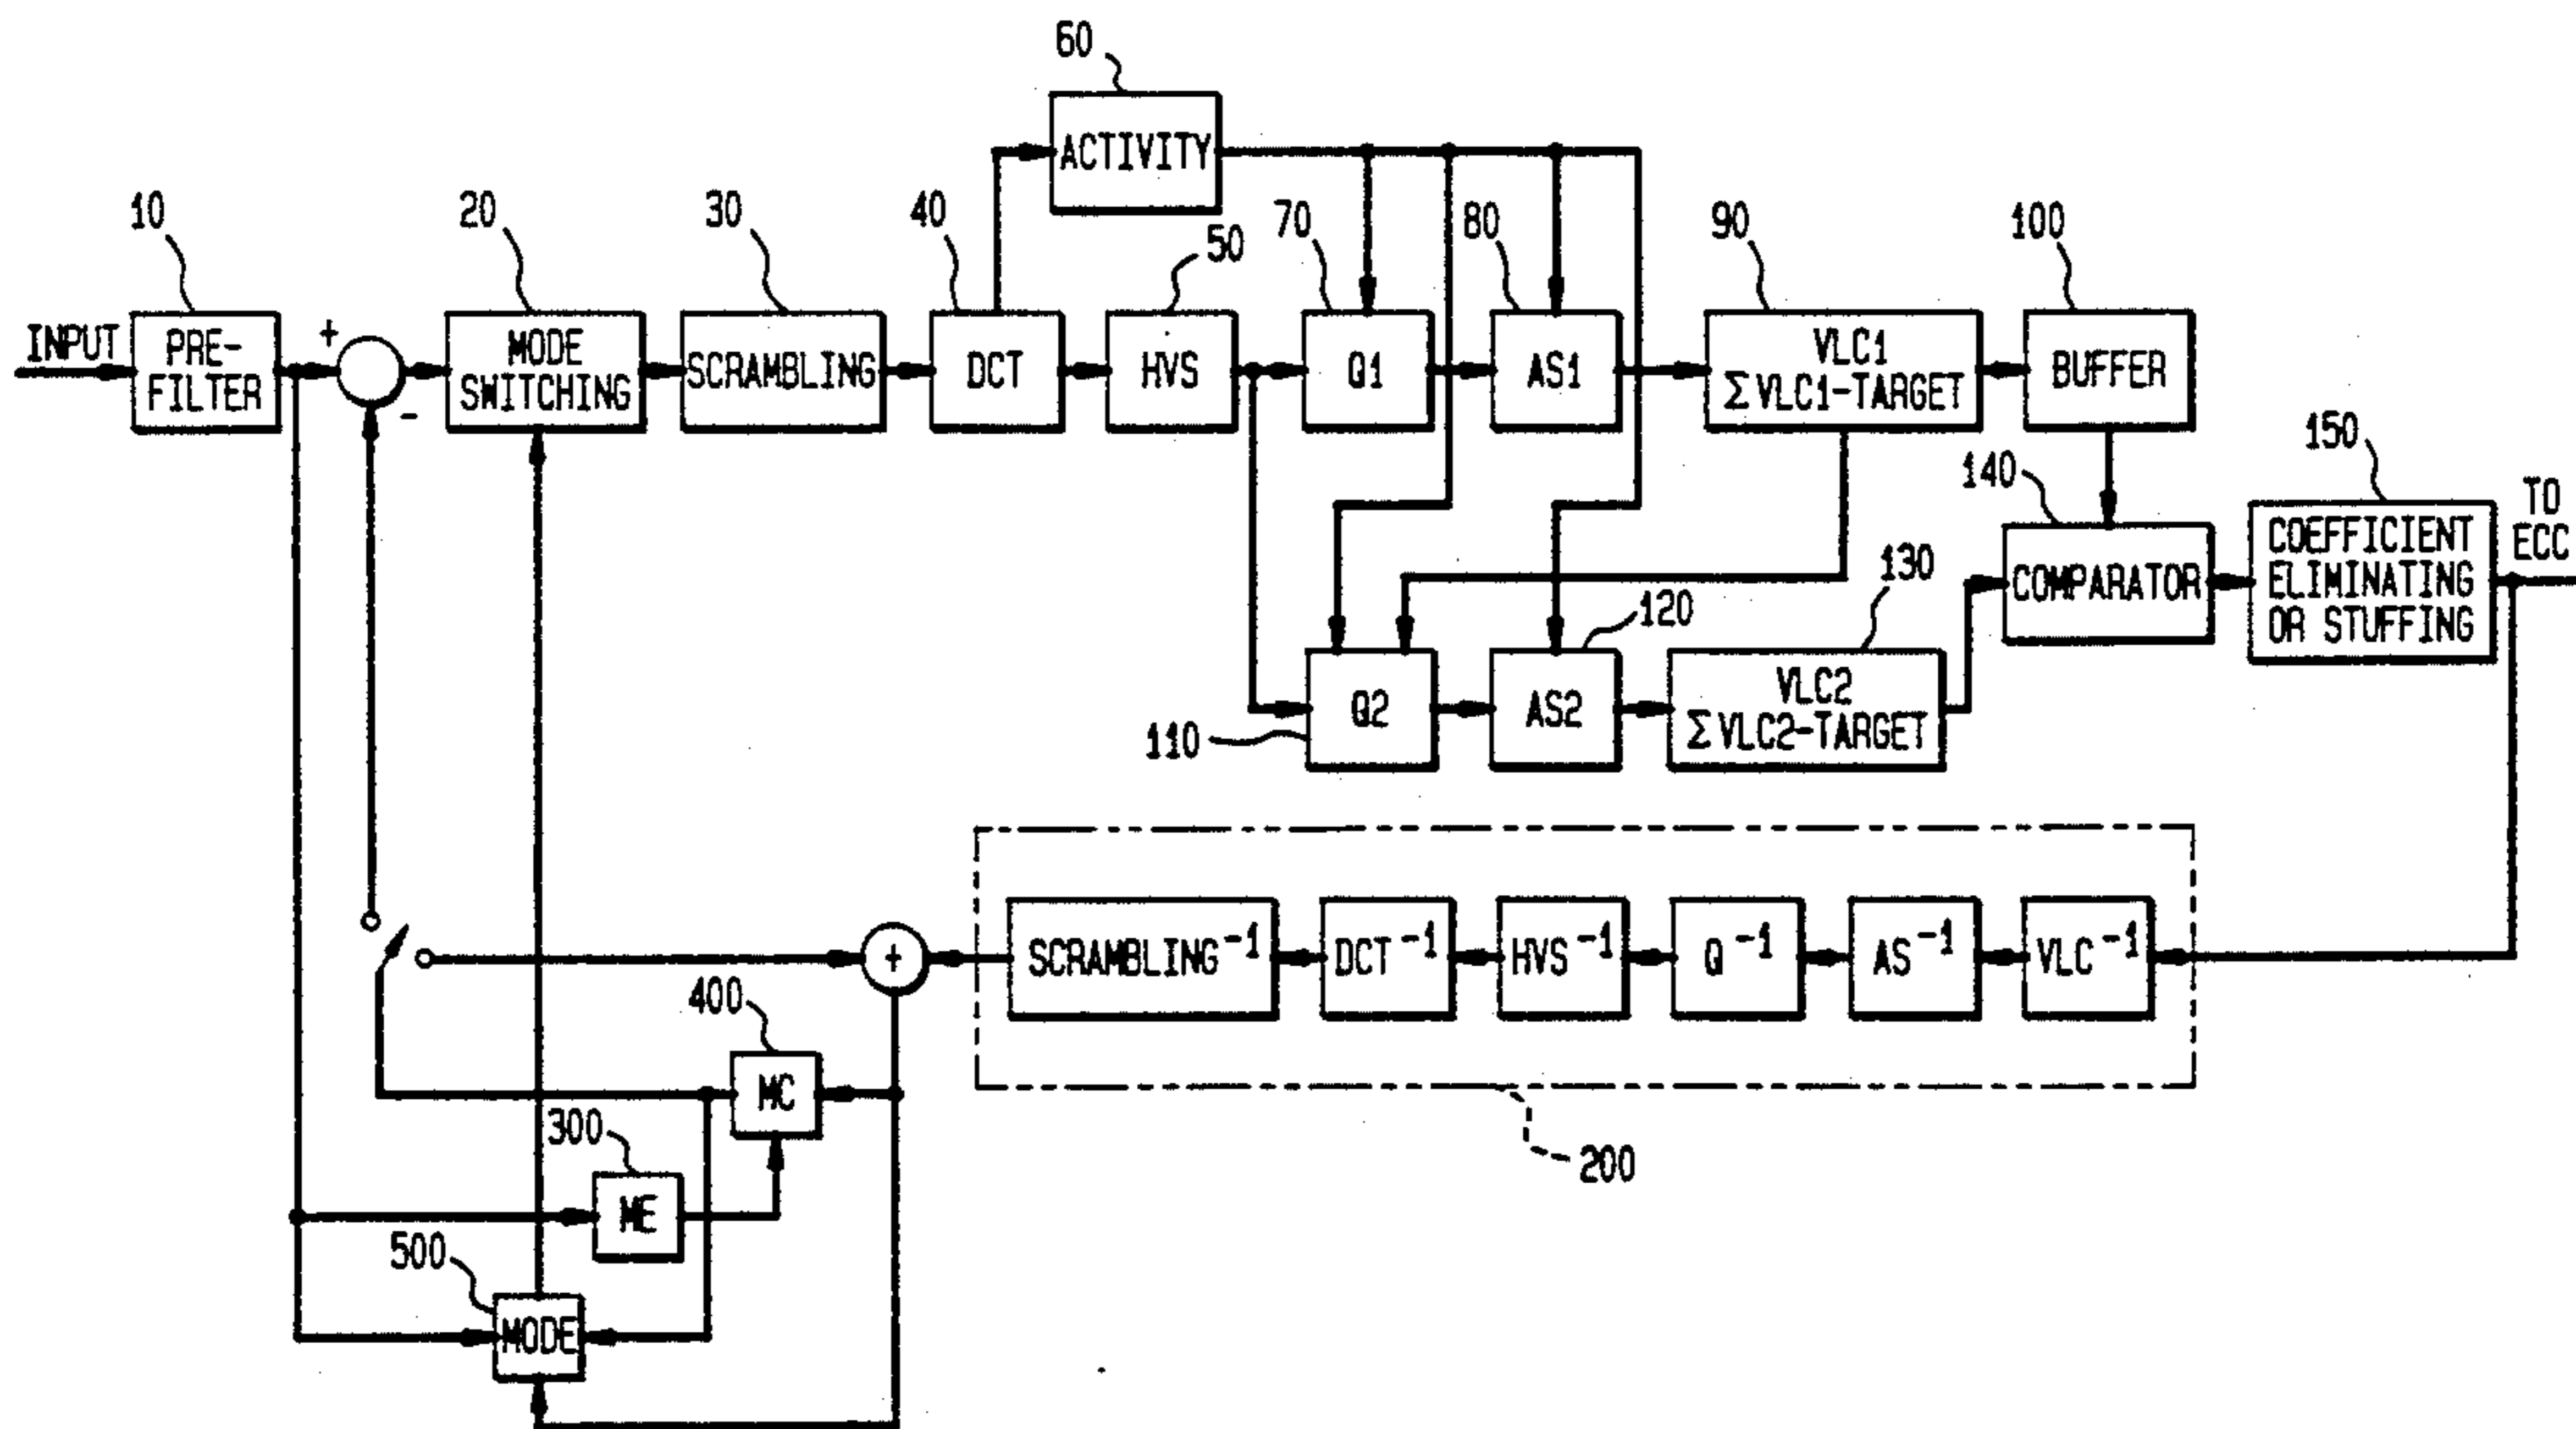 60
ACTIVITY
10
20
30
40
50
70
80
90
100
INPUT
PRE-
FILTER
+
-
MODE
SWITCHING
SCRAMBLING
DCT
HVS
Q1
AS1
VLC1
Σ VLC1-TARGET
BUFFER
150
140
COMPARATOR
COEFFICIENT
ELIMINATING
OR STUFFING
TO
ECC
130
120
110
Q2
AS2
VLC2
Σ VLC2-TARGET
+
SCRAMBLING⁻¹
DCT⁻¹
HVS⁻¹
Q⁻¹
AS⁻¹
VLC⁻¹
400
MC
300
ME
200
500
MODE